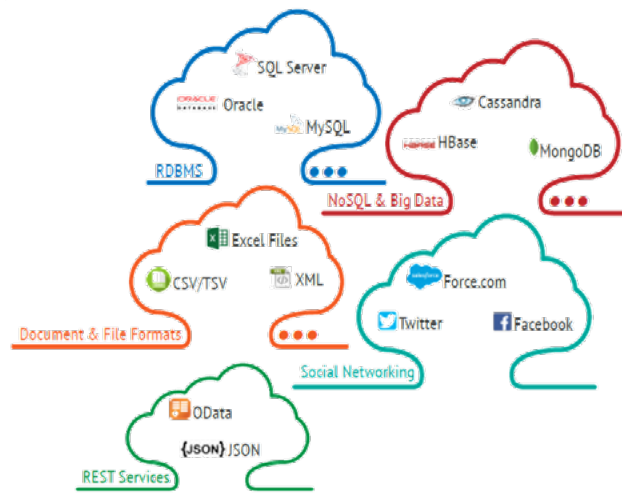 SQL Server
ORACLE DATABASE Oracle
MySQL MySQL
RDBMS
Cassandra
HBASE HBase
MongoDB
NoSQL & Big Data
Excel Files
CSV/TSV
XML
Document & File Formats
salesforce Force.com
Twitter
Facebook
Social Networking
OData
{JSON} JSON
REST Services